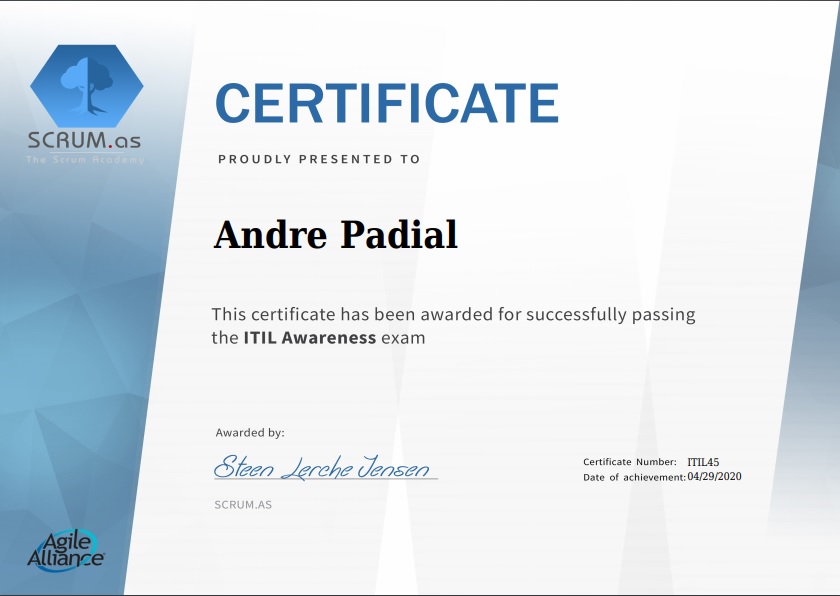 SCRUM.as
The Scrum Academy
CERTIFICATE
PROUDLY PRESENTED TO
Andre Padial
This certificate has been awarded for successfully passing
the ITIL Awareness exam
Awarded by:
Steen Lerche Jensen
SCRUM.AS
Certificate Number: ITIL45
Date of achievement: 04/29/2020
Agile
Alliance